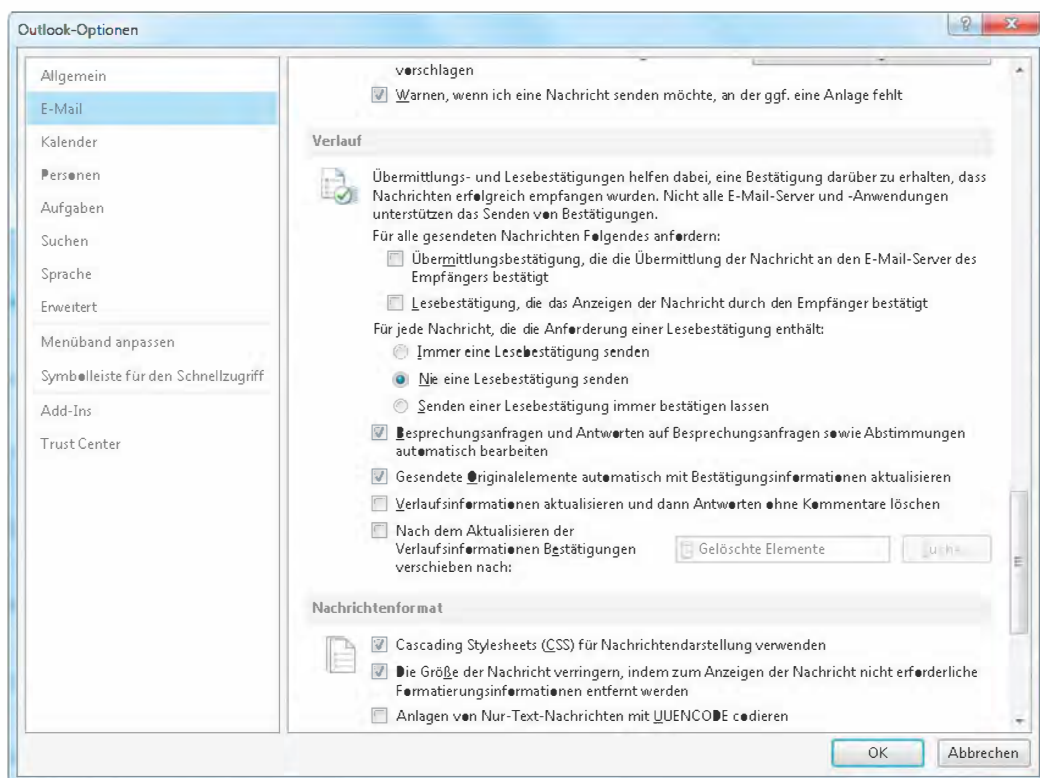 Outlook-Optionen
Allgemein
E-Mail
Kalender
Personen
Aufgaben
Suchen
Sprache
Erweitert
Menüband anpassen
Symbolleiste für den Schnellzugriff
Add-Ins
Trust Center
vorschlagen
Warnen, wenn ich eine Nachricht senden möchte, an der ggf. eine Anlage fehlt
Verlauf
Übermittlungs- und Lesebestätigungen helfen dabei, eine Bestätigung darüber zu erhalten, dass
Nachrichten erfolgreich empfangen wurden. Nicht alle E-Mail-Server und -Anwendungen
unterstützen das Senden von Bestätigungen.
Für alle gesendeten Nachrichten Folgendes anfordern:
Übermittlungsbestätigung, die die Übermittlung der Nachricht an den E-Mail-Server des
Empfängers bestätigt
Lesebestätigung, die das Anzeigen der Nachricht durch den Empfänger bestätigt
Für jede Nachricht, die die Anforderung einer Lesebestätigung enthält:
Immer eine Lesebestätigung senden
Nie eine Lesebestätigung senden
Senden einer Lesebestätigung immer bestätigen lassen
Besprechungsanfragen und Antworten auf Besprechungsanfragen sowie Abstimmungen
automatisch bearbeiten
Gesendete Originalelemente automatisch mit Bestätigungsinformationen aktualisieren
Verlaufsinformationen aktualisieren und dann Antworten ohne Kommentare löschen
Nach dem Aktualisieren der
Verlaufsinformationen Bestätigungen
verschieben nach:
Gelöschte Elemente
Nachrichtenformat
Cascading Stylesheets (CSS) für Nachrichtendarstellung verwenden
Die Größe der Nachricht verringern, indem zum Anzeigen der Nachricht nicht erforderliche
Formatierungsinformationen entfernt werden
Anlagen von Nur-Text-Nachrichten mit UUENCODE codieren
OK
Abbrechen